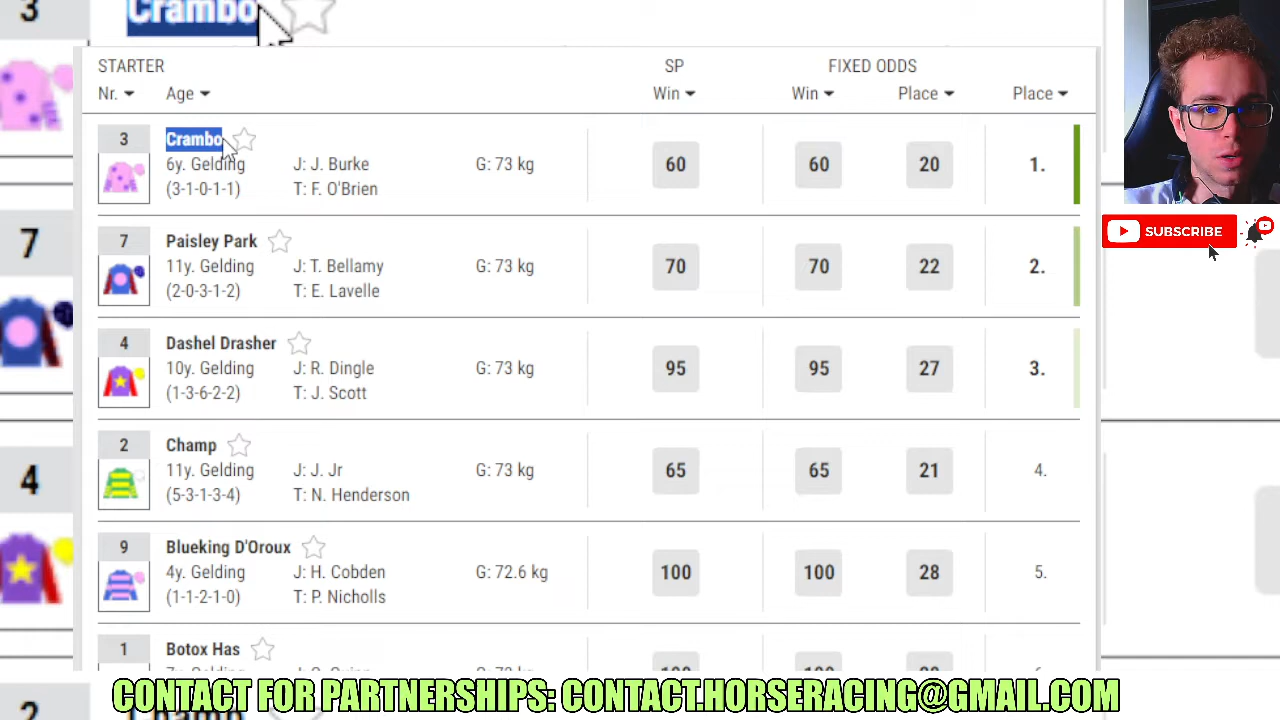 3 Crambo
STARTER SP FIXED ODDS
Nr. Age Win Win Place Place
3 Crambo
6y. Gelding J: J. Burke G: 73 kg 60 60 20 1.
(3-1-0-1-1) T: F. O'Brien
SUBSCRIBE
7 Paisley Park
7
11y. Gelding J: T. Bellamy G: 73 kg 70 70 22 2.
(2-0-3-1-2) T: E. Lavelle
4 Dashel Drasher
10y. Gelding J: R. Dingle G: 73 kg 95 95 27 3.
(1-3-6-2-2) T: J. Scott
2 Champ
4
11y. Gelding J: J. Jr G: 73 kg 65 65 21 4.
(5-3-1-3-4) T: N. Henderson
9 Blueking D'Oroux
4y. Gelding J: H. Cobden G: 72.6 kg 100 100 28 5.
(1-1-2-1-0) T: P. Nicholls
1 Botox Has
CONTACT FOR PARTNERSHIPS: CONTACT.HORSERACING@GMAIL.COM
2 Champ